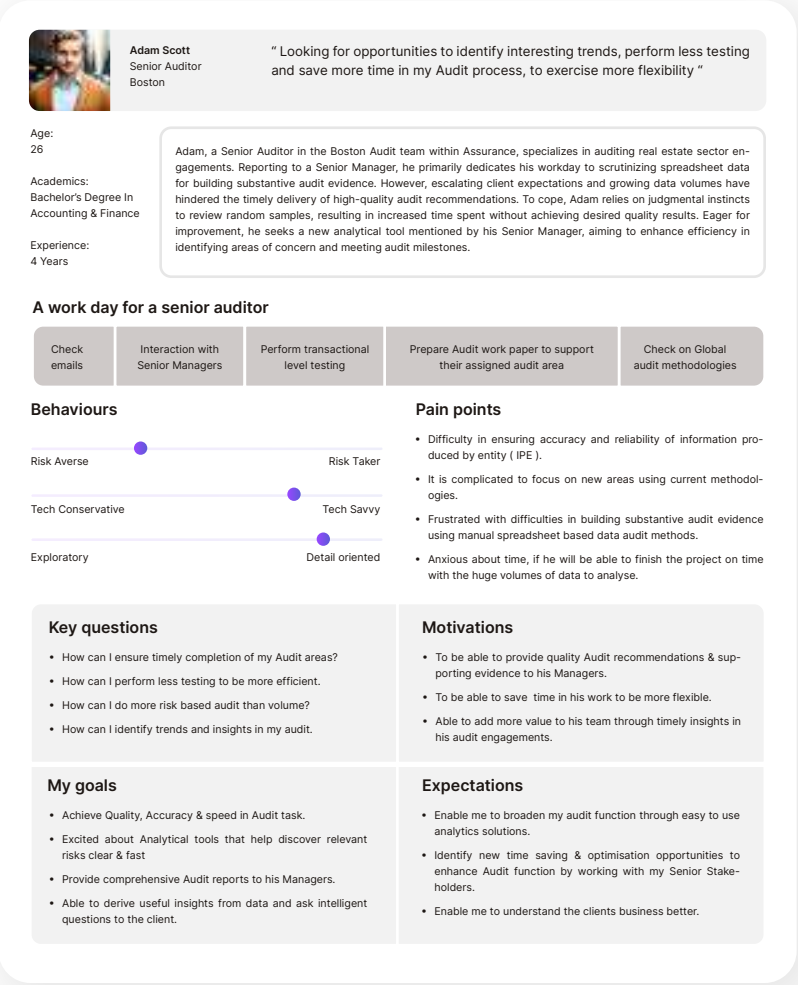 Adam Scott
Senior Auditor
Boston
“ Looking for opportunities to identify interesting trends, perform less testing
and save more time in my Audit process, to exercise more flexibility “
Age:
26
Academics:
Bachelor’s Degree In
Accounting & Finance
Experience:
4 Years
Adam, a Senior Auditor in the Boston Audit team within Assurance, specializes in auditing real estate sector en-
gagements. Reporting to a Senior Manager, he primarily dedicates his workday to scrutinizing spreadsheet data
for building substantive audit evidence. However, escalating client expectations and growing data volumes have
hindered the timely delivery of high-quality audit recommendations. To cope, Adam relies on judgmental instincts
to review random samples, resulting in increased time spent without achieving desired quality results. Eager for
improvement, he seeks a new analytical tool mentioned by his Senior Manager, aiming to enhance efficiency in
identifying areas of concern and meeting audit milestones.
A work day for a senior auditor
Check
emails
Interaction with
Senior Managers
Perform transactional
level testing
Prepare Audit work paper to support
their assigned audit area
Check on Global
audit methodologies
Behaviours
Risk Averse
Risk Taker
Tech Conservative
Tech Savvy
Exploratory
Detail oriented
Pain points
• Difficulty in ensuring accuracy and reliability of information pro-
duced by entity ( IPE ).
• It is complicated to focus on new areas using current methodol-
ogies.
• Frustrated with difficulties in building substantive audit evidence
using manual spreadsheet based data audit methods.
• Anxious about time, if he will be able to finish the project on time
with the huge volumes of data to analyse.
Key questions
• How can I ensure timely completion of my Audit areas?
• How can I perform less testing to be more efficient.
• How can I do more risk based audit than volume?
• How can I identify trends and insights in my audit.
Motivations
• To be able to provide quality Audit recommendations & sup-
porting evidence to his Managers.
• To be able to save time in his work to be more flexible.
• Able to add more value to his team through timely insights in
his audit engagements.
My goals
• Achieve Quality, Accuracy & speed in Audit task.
• Excited about Analytical tools that help discover relevant
risks clear & fast
• Provide comprehensive Audit reports to his Managers.
• Able to derive useful insights from data and ask intelligent
questions to the client.
Expectations
• Enable me to broaden my audit function through easy to use
analytics solutions.
• Identify new time saving & optimisation opportunities to
enhance Audit function by working with my Senior Stake-
holders.
• Enable me to understand the clients business better.